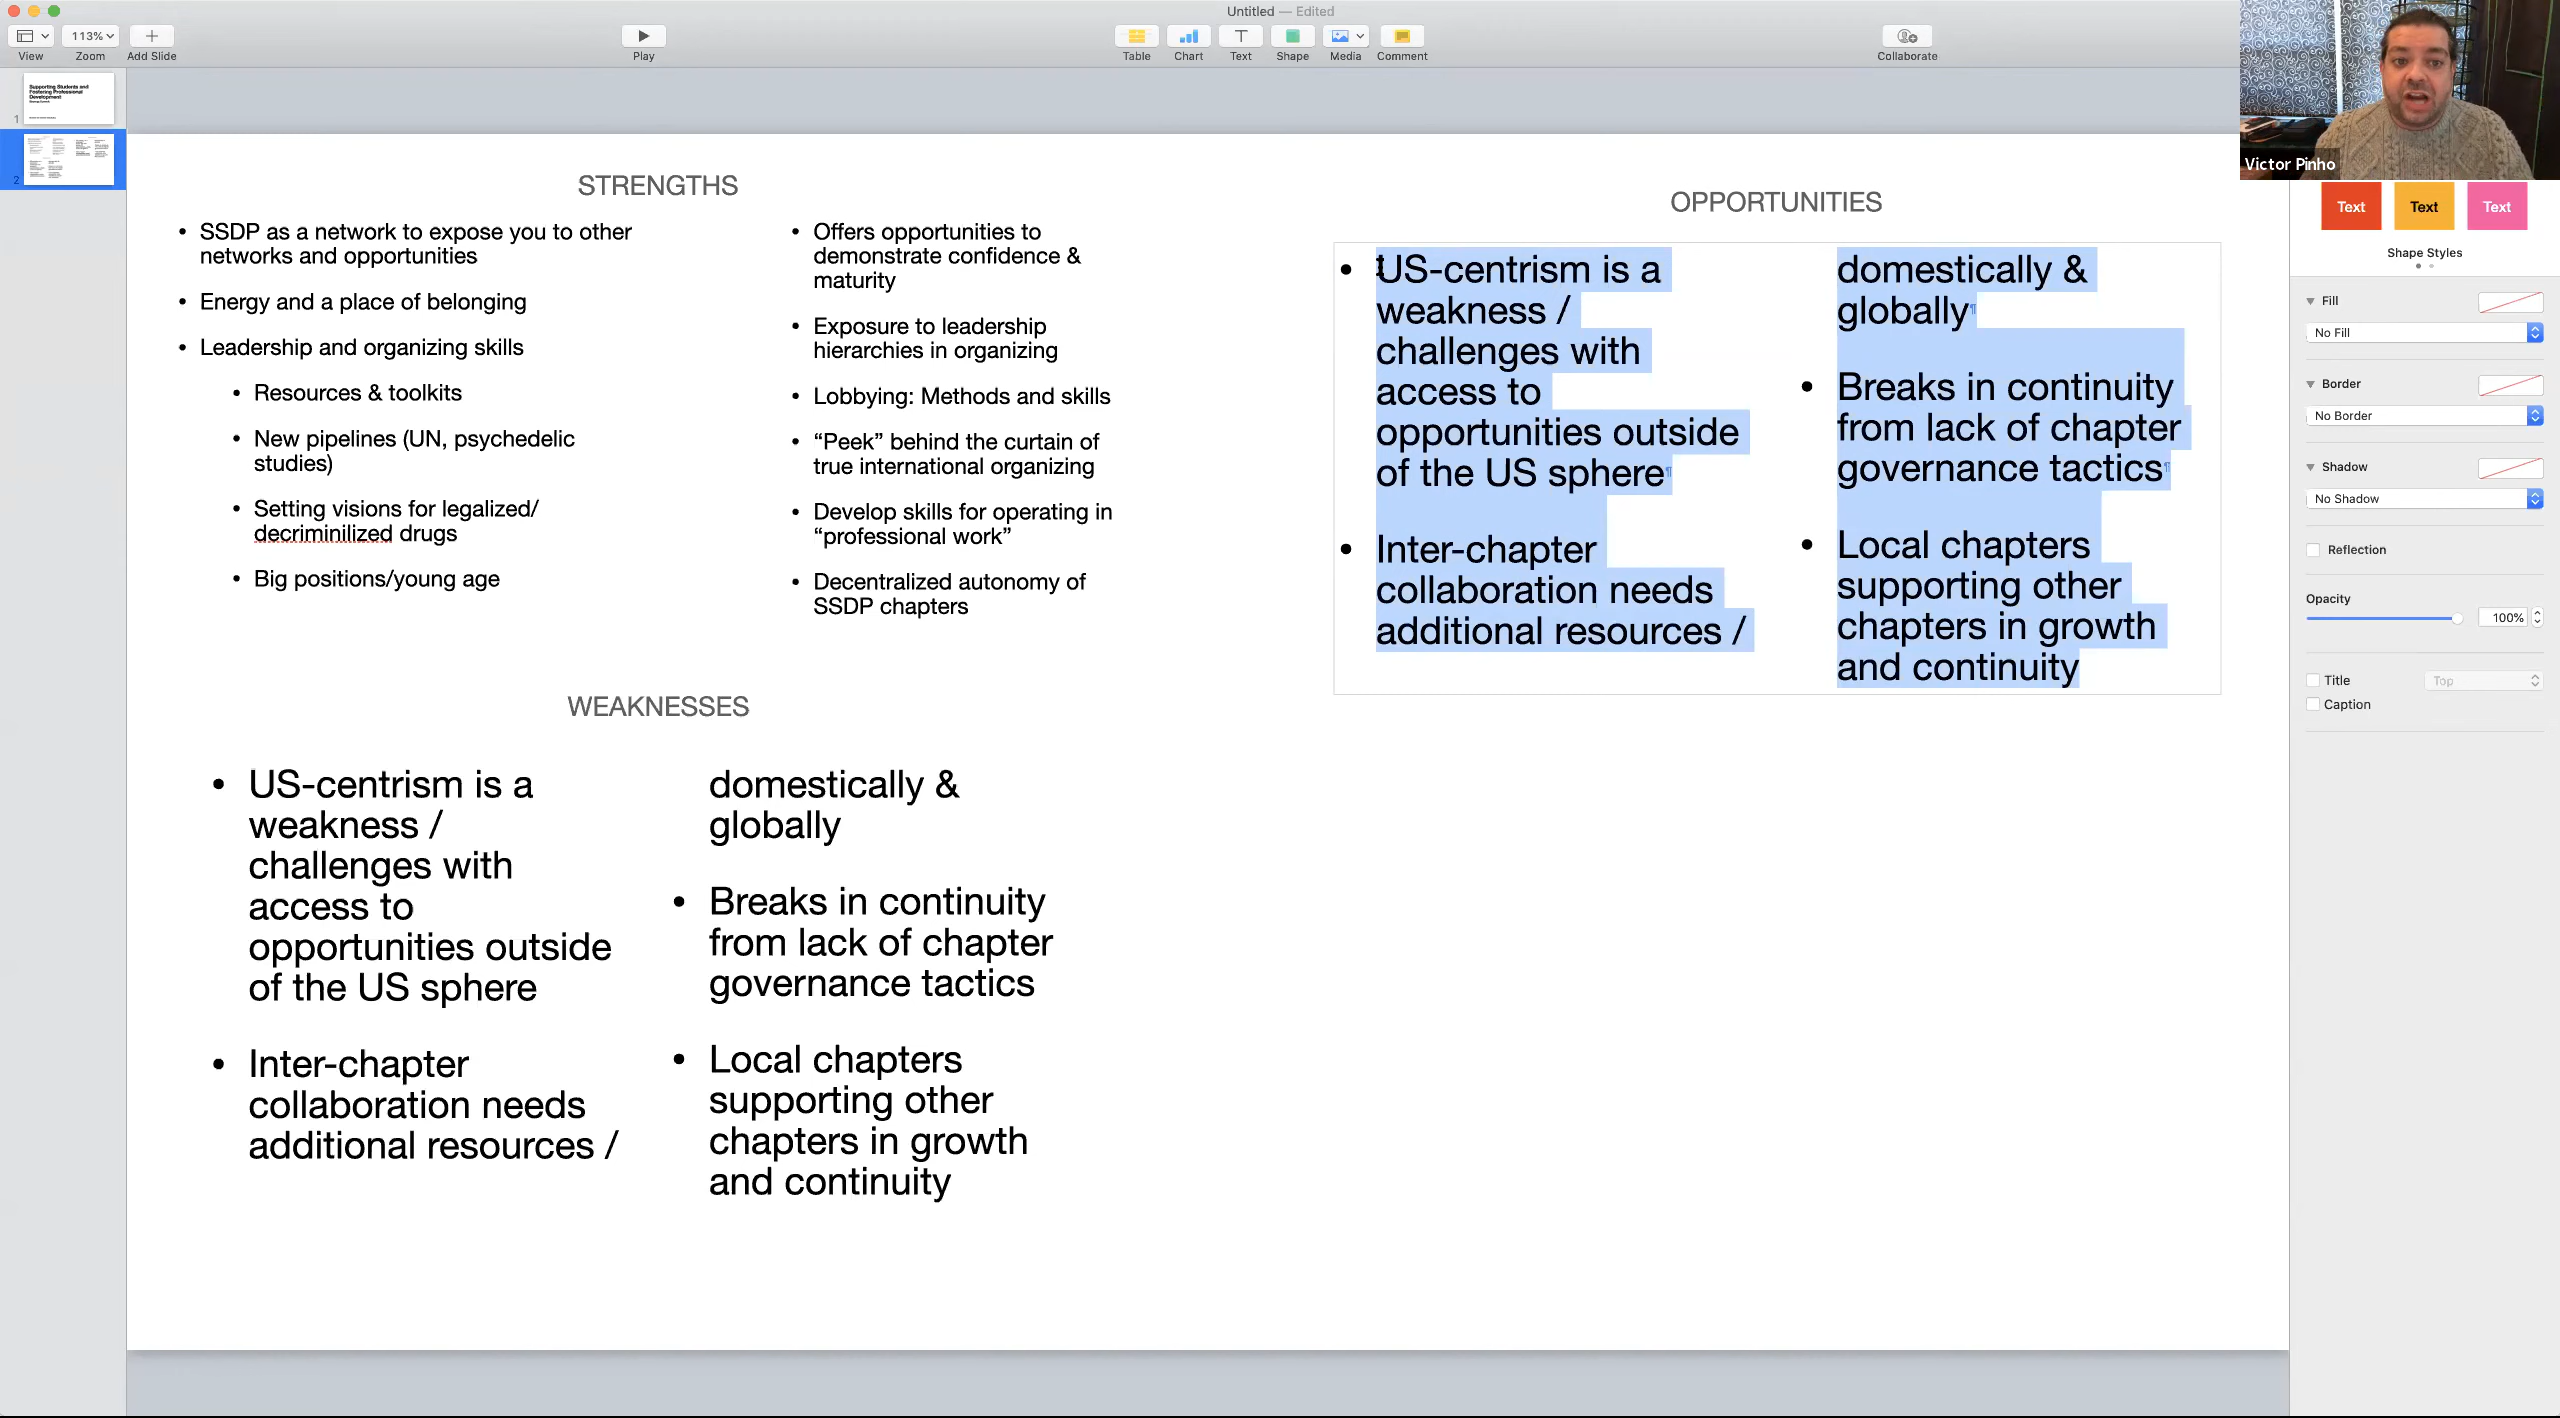 Untitled — Edited
113%
View
Zoom
Add Slide
Play
Table
Chart
Text
Shape
Media
Comment
Collaborate
1
Supporting Students and
Fostering Professional
Development
2
STRENGTHS
• SSDP as a network to expose you to other
networks and opportunities
• Energy and a place of belonging
• Leadership and organizing skills
• Resources & toolkits
• New pipelines (UN, psychedelic
studies)
• Setting visions for legalized/
decriminilized drugs
• Big positions/young age
• Offers opportunities to
demonstrate confidence &
maturity
• Exposure to leadership
hierarchies in organizing
• Lobbying: Methods and skills
• “Peek” behind the curtain of
true international organizing
• Develop skills for operating in
“professional work”
• Decentralized autonomy of
SSDP chapters
WEAKNESSES
• US-centrism is a
weakness /
challenges with
access to
opportunities outside
of the US sphere
• Inter-chapter
collaboration needs
additional resources /
domestically &
globally
• Breaks in continuity
from lack of chapter
governance tactics
• Local chapters
supporting other
chapters in growth
and continuity
OPPORTUNITIES
• US-centrism is a
weakness /
challenges with
access to
opportunities outside
of the US sphere
• Inter-chapter
collaboration needs
additional resources /
domestically &
globally
• Breaks in continuity
from lack of chapter
governance tactics
• Local chapters
supporting other
chapters in growth
and continuity
Victor Pinho
Text
Text
Text
Shape Styles
Fill
No Fill
Border
No Border
Shadow
No Shadow
Reflection
Opacity
100%
Title
Top
Caption